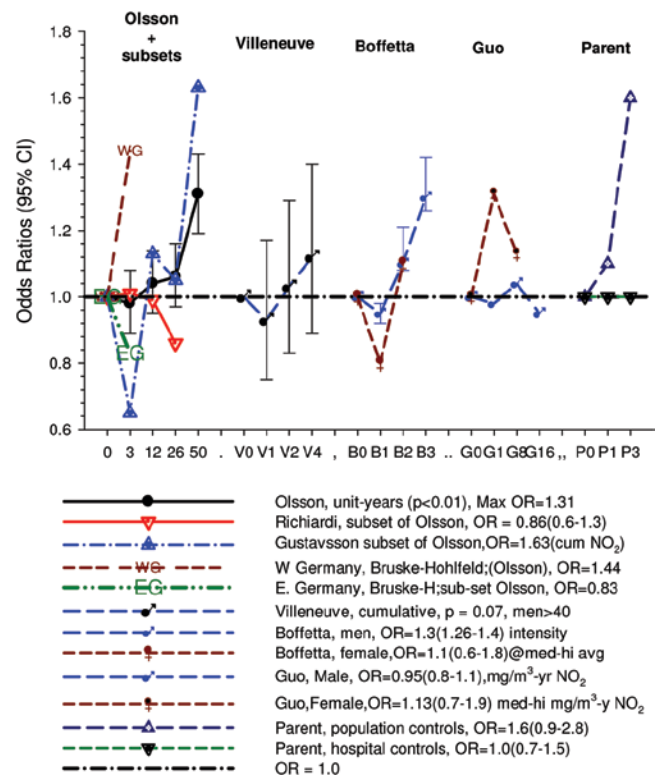 Olsson
+
subsets
Villeneuve
Boffetta
Guo
Parent
Odds Ratios (95% CI)
1.8
1.6
1.4
1.2
1.0
0.8
0.6
WG
EG
0 3 12 26 50 . V0 V1 V2 V4 , B0 B1 B2 B3 .. G0 G1 G8 G16 ,, P0 P1 P3
Olsson, unit-years (p<0.01), Max OR=1.31
Richiardi, subset of Olsson, OR = 0.86(0.6-1.3)
Gustavsson subset of Olsson,OR=1.63(cum NO₂)
WG W Germany, Bruske-Hohlfeld;(Olsson), OR=1.44
EG E. Germany, Bruske-H;sub-set Olsson, OR=0.83
Villeneuve, cumulative, p = 0.07, men>40
Boffetta, men, OR=1.3(1.26-1.4) intensity
Boffetta, female,OR=1.1(0.6-1.8)@med-hi avg
Guo, Male, OR=0.95(0.8-1.1),mg/m³-yr NO₂
Guo,Female,OR=1.13(0.7-1.9) med-hi mg/m³-y NO₂
Parent, population controls, OR=1.6(0.9-2.8)
Parent, hospital controls, OR=1.0(0.7-1.5)
OR = 1.0